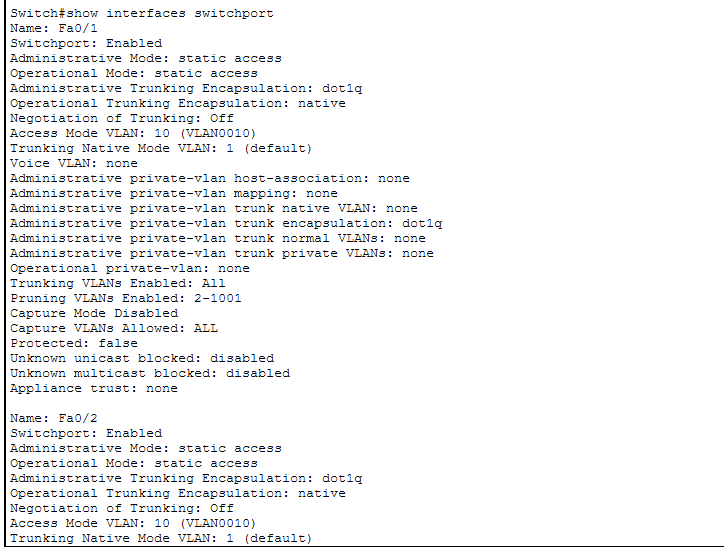 Switch#show interfaces switchport
Name: Fa0/1
Switchport: Enabled
Administrative Mode: static access
Operational Mode: static access
Administrative Trunking Encapsulation: dot1q
Operational Trunking Encapsulation: native
Negotiation of Trunking: Off
Access Mode VLAN: 10 (VLAN0010)
Trunking Native Mode VLAN: 1 (default)
Voice VLAN: none
Administrative private-vlan host-association: none
Administrative private-vlan mapping: none
Administrative private-vlan trunk native VLAN: none
Administrative private-vlan trunk encapsulation: dot1q
Administrative private-vlan trunk normal VLANs: none
Administrative private-vlan trunk private VLANs: none
Operational private-vlan: none
Trunking VLANs Enabled: All
Pruning VLANs Enabled: 2-1001
Capture Mode Disabled
Capture VLANs Allowed: ALL
Protected: false
Unknown unicast blocked: disabled
Unknown multicast blocked: disabled
Appliance trust: none

Name: Fa0/2
Switchport: Enabled
Administrative Mode: static access
Operational Mode: static access
Administrative Trunking Encapsulation: dot1q
Operational Trunking Encapsulation: native
Negotiation of Trunking: Off
Access Mode VLAN: 10 (VLAN0010)
Trunking Native Mode VLAN: 1 (default)